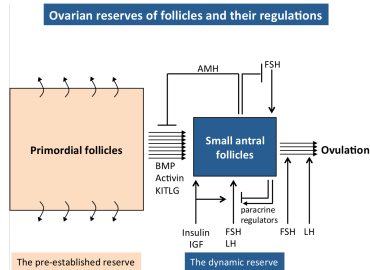 Ovarian reserves of follicles and their regulations
AMH
FSH
Primordial follicles
Small antral
follicles
Ovulation
BMP
Activin
KITLG
paracrine
regulators
Insulin
IGF
FSH
LH
FSH
LH
The pre-established reserve
The dynamic reserve